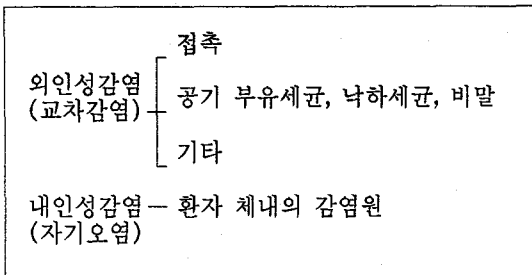 접촉
외인성감염
(교차감염)
공기 부유세균, 낙하세균, 비말
기타
내인성감염 — 환자 체내의 감염원
(자기오염)